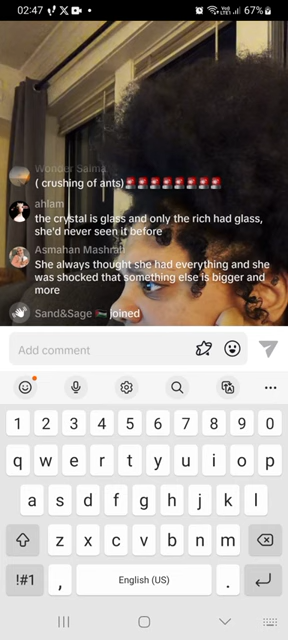 02:47
67%
Wonder Salma
( crushing of ants)🚨🚨🚨🚨🚨🚨🚨🚨
ahlam
the crystal is glass and only the rich had glass,
she'd never seen it before
Asmahan Mashrah
She always thought she had everything and she
was shocked that something else is bigger and
more
Sand&Sage 🇵🇸 joined
Add comment
1 2 3 4 5 6 7 8 9 0
q w e r t y u i o p
a s d f g h j k l
z x c v b n m
!#1 , English (US) .